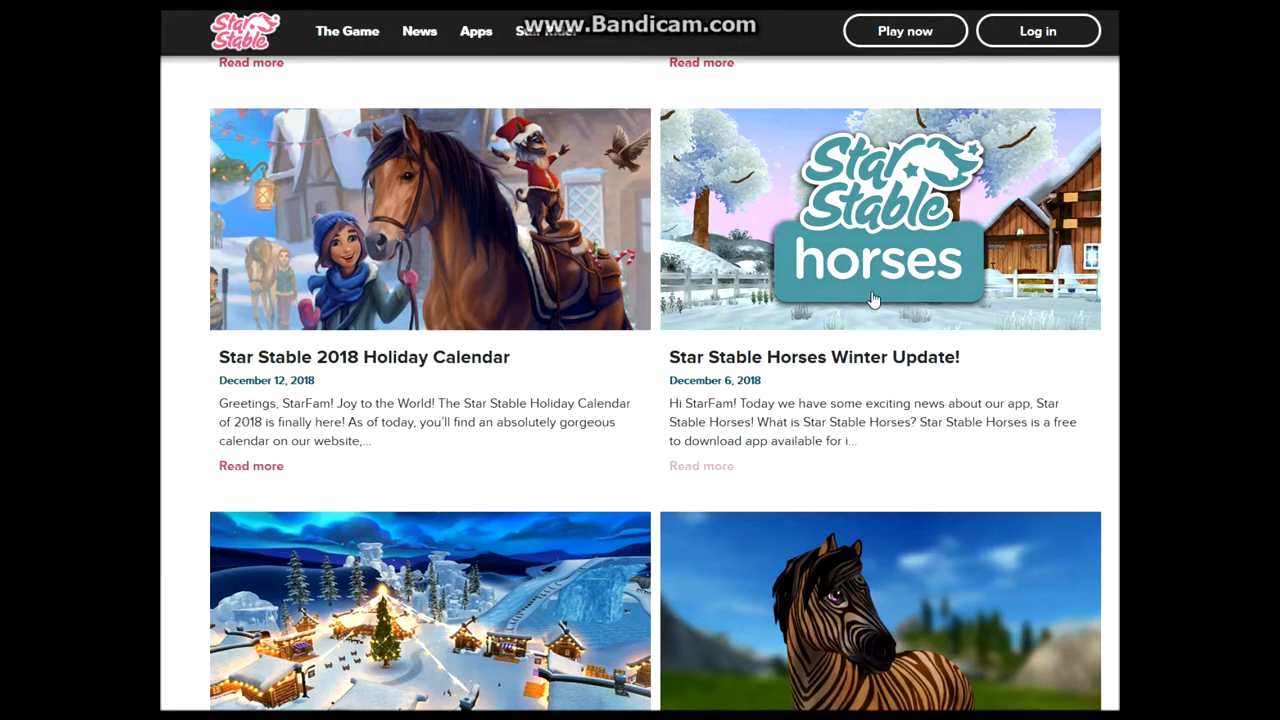 www.Bandicam.com
Star Stable
The Game
News
Apps
Play now
Log in
Read more
Read more
Star Stable
horses
Star Stable 2018 Holiday Calendar
December 12, 2018
Greetings, StarFam! Joy to the World! The Star Stable Holiday Calendar
of 2018 is finally here! As of today, you'll find an absolutely gorgeous
calendar on our website,...
Read more
Star Stable Horses Winter Update!
December 6, 2018
Hi StarFam! Today we have some exciting news about our app, Star
Stable Horses! What is Star Stable Horses? Star Stable Horses is a free
to download app available for i...
Read more